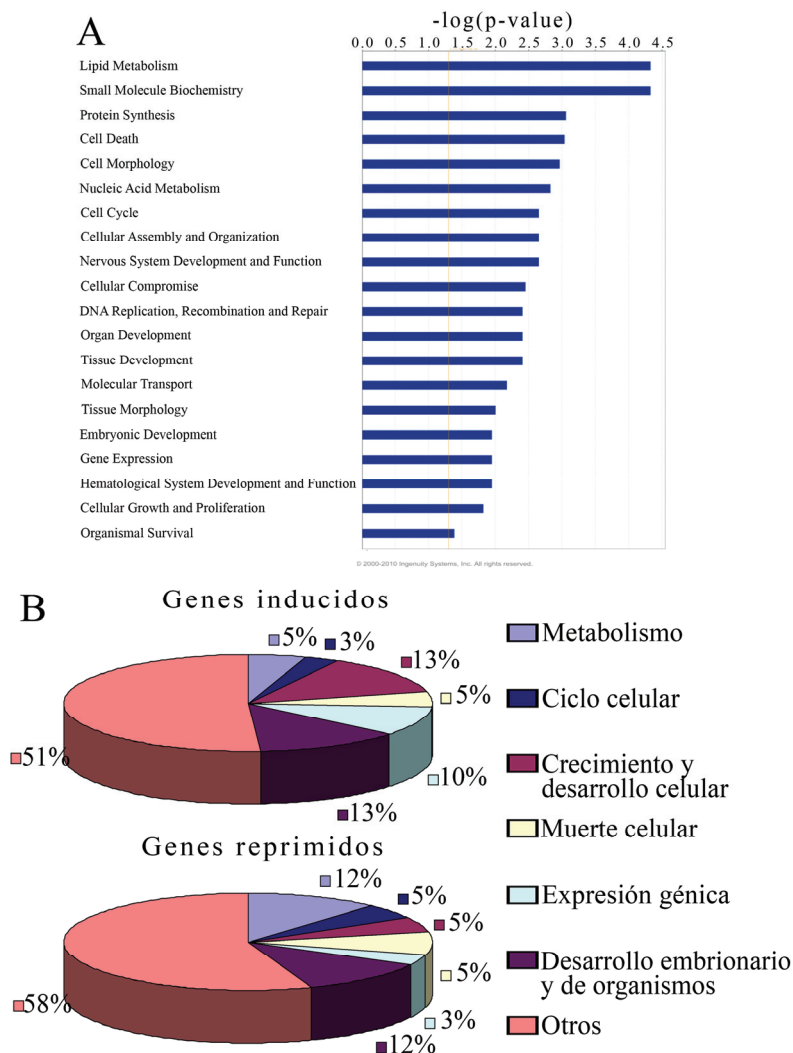 A
-log(p-value)
0.0 0.5 1.0 1.5 2.0 2.5 3.0 3.5 4.0 4.5
Lipid Metabolism
Small Molecule Biochemistry
Protein Synthesis
Cell Death
Cell Morphology
Nucleic Acid Metabolism
Cell Cycle
Cellular Assembly and Organization
Nervous System Development and Function
Cellular Compromise
DNA Replication, Recombination and Repair
Organ Development
Tissue Development
Molecular Transport
Tissue Morphology
Embryonic Development
Gene Expression
Hematological System Development and Function
Cellular Growth and Proliferation
Organismal Survival
© 2000-2010 Ingenuity Systems, Inc. All rights reserved.
B
Genes inducidos
5%
3%
13%
5%
10%
13%
51%
Genes reprimidos
12%
5%
5%
5%
3%
12%
58%
Metabolismo
Ciclo celular
Crecimiento y
desarrollo celular
Muerte celular
Expresión génica
Desarrollo embrionario
y de organismos
Otros